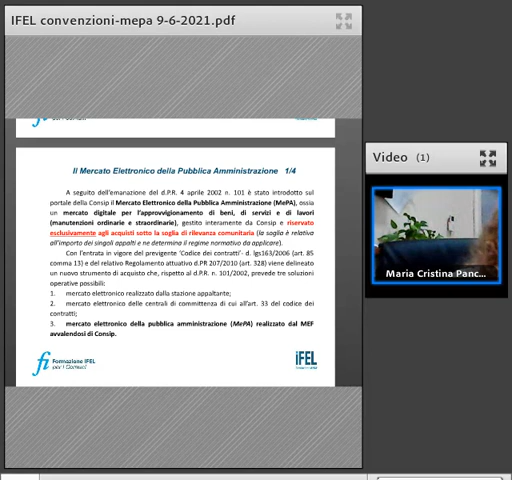 IFEL convenzioni-mepa 9-6-2021.pdf
Il Mercato Elettronico della Pubblica Amministrazione 1/4
A seguito dell'emanazione del d.P.R. 4 aprile 2002 n. 101 è stato introdotto sul
portale della Consip il Mercato Elettronico della Pubblica Amministrazione (MePA), ossia
un mercato digitale per l'approvvigionamento di beni, di servizi e di lavori
(manutenzioni ordinarie e straordinarie), gestito interamente da Consip e riservato
esclusivamente agli acquisti sotto la soglia di rilevanza comunitaria (la soglia è relativa
all'importo dei singoli appalti e ne determina il regime normativo da applicare).
Con l'entrata in vigore del previgente 'Codice dei contratti'- d. lgs163/2006 (art. 85
comma 13) e del relativo Regolamento attuativo d.PR 207/2010 (art. 328) viene delineato
un nuovo strumento di acquisto che, rispetto al d.P.R. n. 101/2002, prevede tre soluzioni
operative possibili:
1. mercato elettronico realizzato dalla stazione appaltante;
2. mercato elettronico delle centrali di committenza di cui all'art. 33 del codice dei
contratti;
3. mercato elettronico della pubblica amministrazione (MePA) realizzato dal MEF
avvalendosi di Consip.
fi Formazione IFEL
per i Comuni
iFEL
Video (1)
Maria Cristina Panc...